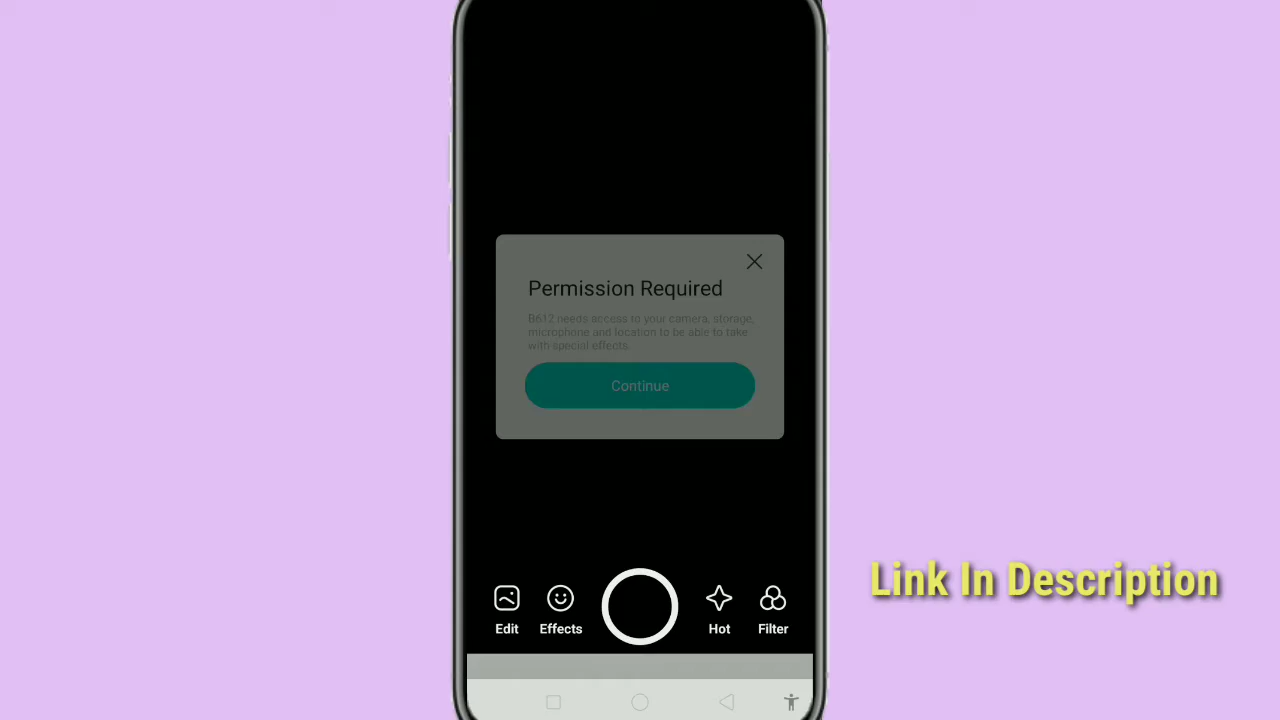 Permission Required
B612 needs access to your camera, storage,
microphone and location to be able to take
with special effects.
Continue
Link In Description
Edit Effects Hot Filter